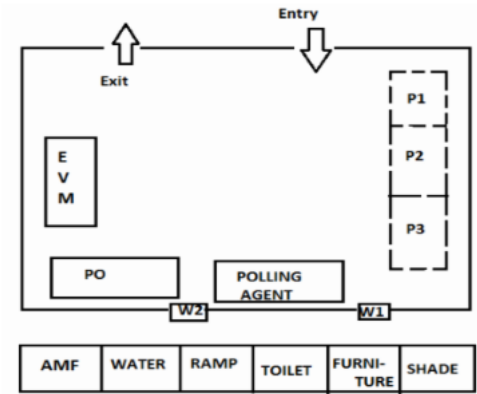 Entry
Exit
P1
E
V
M
P2
P3
PO
POLLING
AGENT
W2
W1
AMF
WATER
RAMP
TOILET
FURNI-
TURE
SHADE